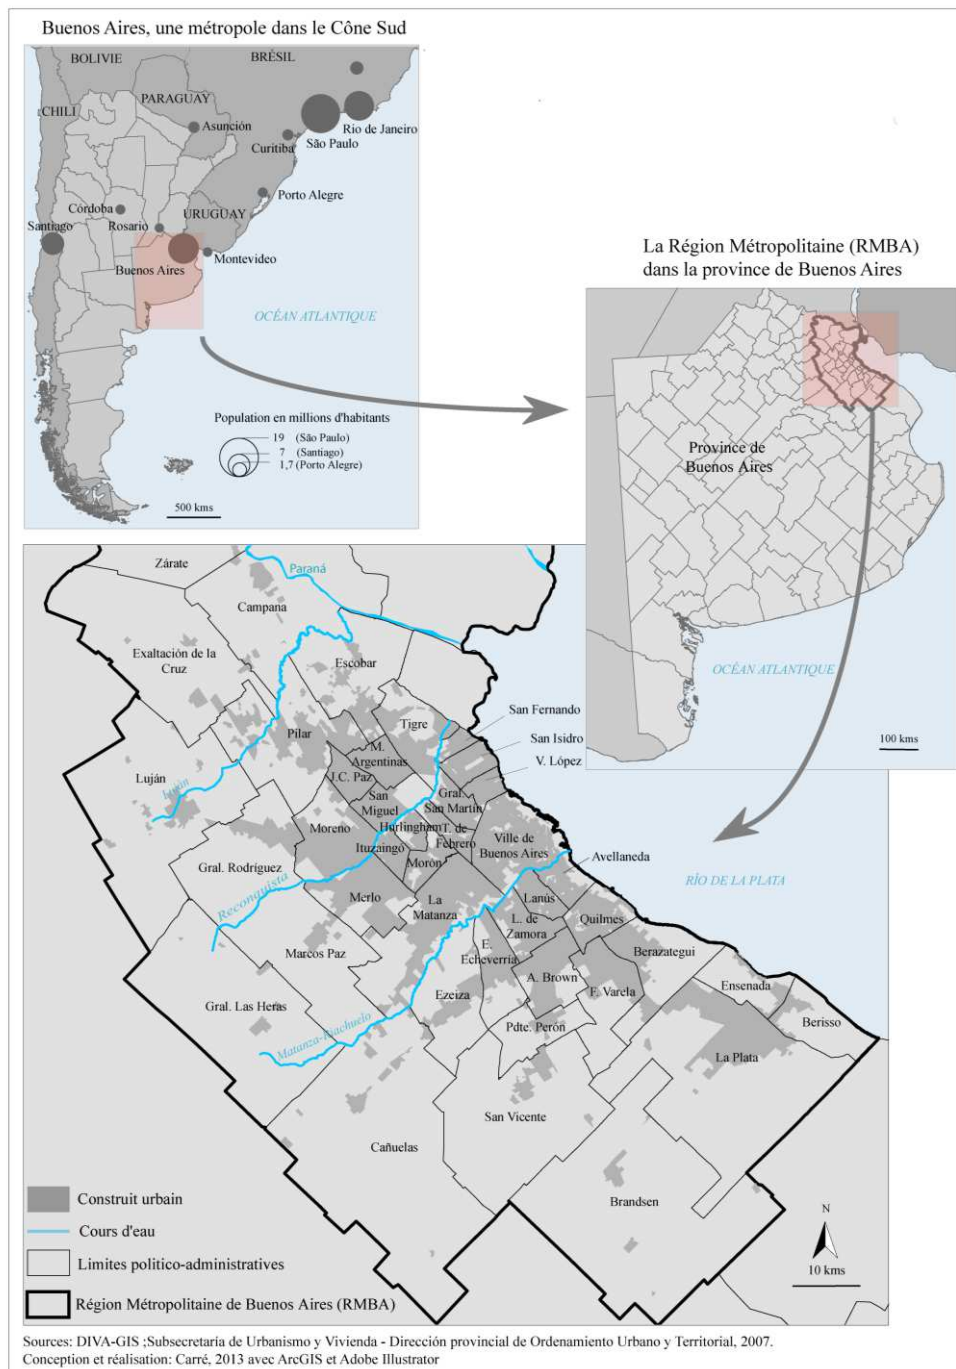 Buenos Aires, une métropole dans le Cône Sud
BOLIVIE
BRÉSIL
PARAGUAY
CHILI
Asunción
Rio de Janeiro
São Paulo
Curitiba
Porto Alegre
Córdoba
URUGUAY
Santiago
Rosario
Montevideo
Buenos Aires
OCÉAN ATLANTIQUE
Population en millions d'habitants
19 (São Paulo)
7 (Santiago)
1,7 (Porto Alegre)
500 kms
La Région Métropolitaine (RMBA)
dans la province de Buenos Aires
Province de
Buenos Aires
OCÉAN ATLANTIQUE
100 kms
Zárate
Paraná
Campana
Exaltación de la
Cruz
Escobar
Tigre
San Fernando
Pilar
San Isidro
M.
Argentinas
V. López
Luján
Luján
J.C. Paz
San
Miguel
Gral.
San Martín
Moreno
Hurlingham
T. de
Febrero
Ville de
Buenos Aires
Ituzaingó
Avellaneda
Gral. Rodríguez
Morón
RÍO DE LA PLATA
Reconquista
Merlo
La
Matanza
Lanús
L. de
Zamora
Quilmes
Marcos Paz
E.
Echeverría
Berazategui
A. Brown
F. Varela
Ensenada
Ezeiza
Gral. Las Heras
Berisso
Pdte. Perón
Matanza-Riachuelo
La Plata
San Vicente
Cañuelas
Brandsen
Construit urbain
Cours d'eau
Limites politico-administratives
Région Métropolitaine de Buenos Aires (RMBA)
N
10 kms
Sources: DIVA-GIS ;Subsecretaría de Urbanismo y Vivienda - Dirección provincial de Ordenamiento Urbano y Territorial, 2007.
Conception et réalisation: Carré, 2013 avec ArcGIS et Adobe Illustrator